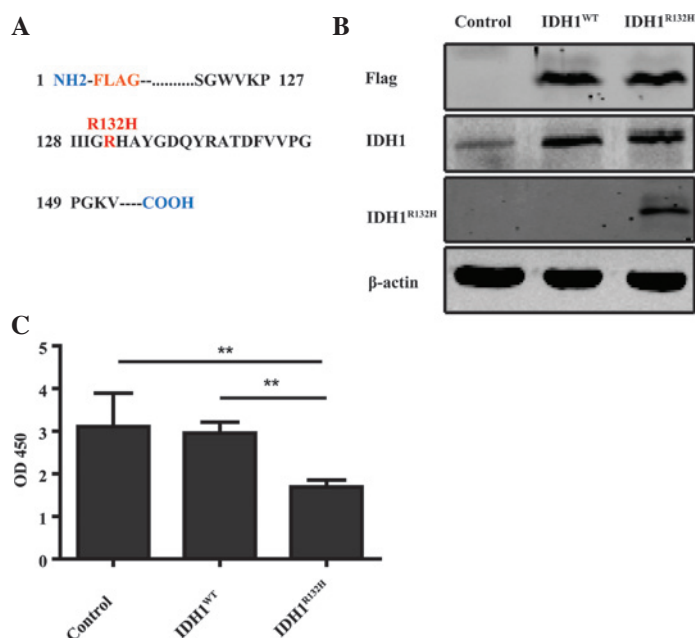 A
1 NH2-FLAG--..........SGWVKP 127
R132H
128 IIIGRHAYGDQYRATDFVVPG
149 PGKV----COOH
B
Control IDH1WT IDH1R132H
Flag
IDH1
IDH1R132H
β-actin
C
5
4
3
2
1
0
OD 450
**
**
Control
IDH1WT
IDH1R132H